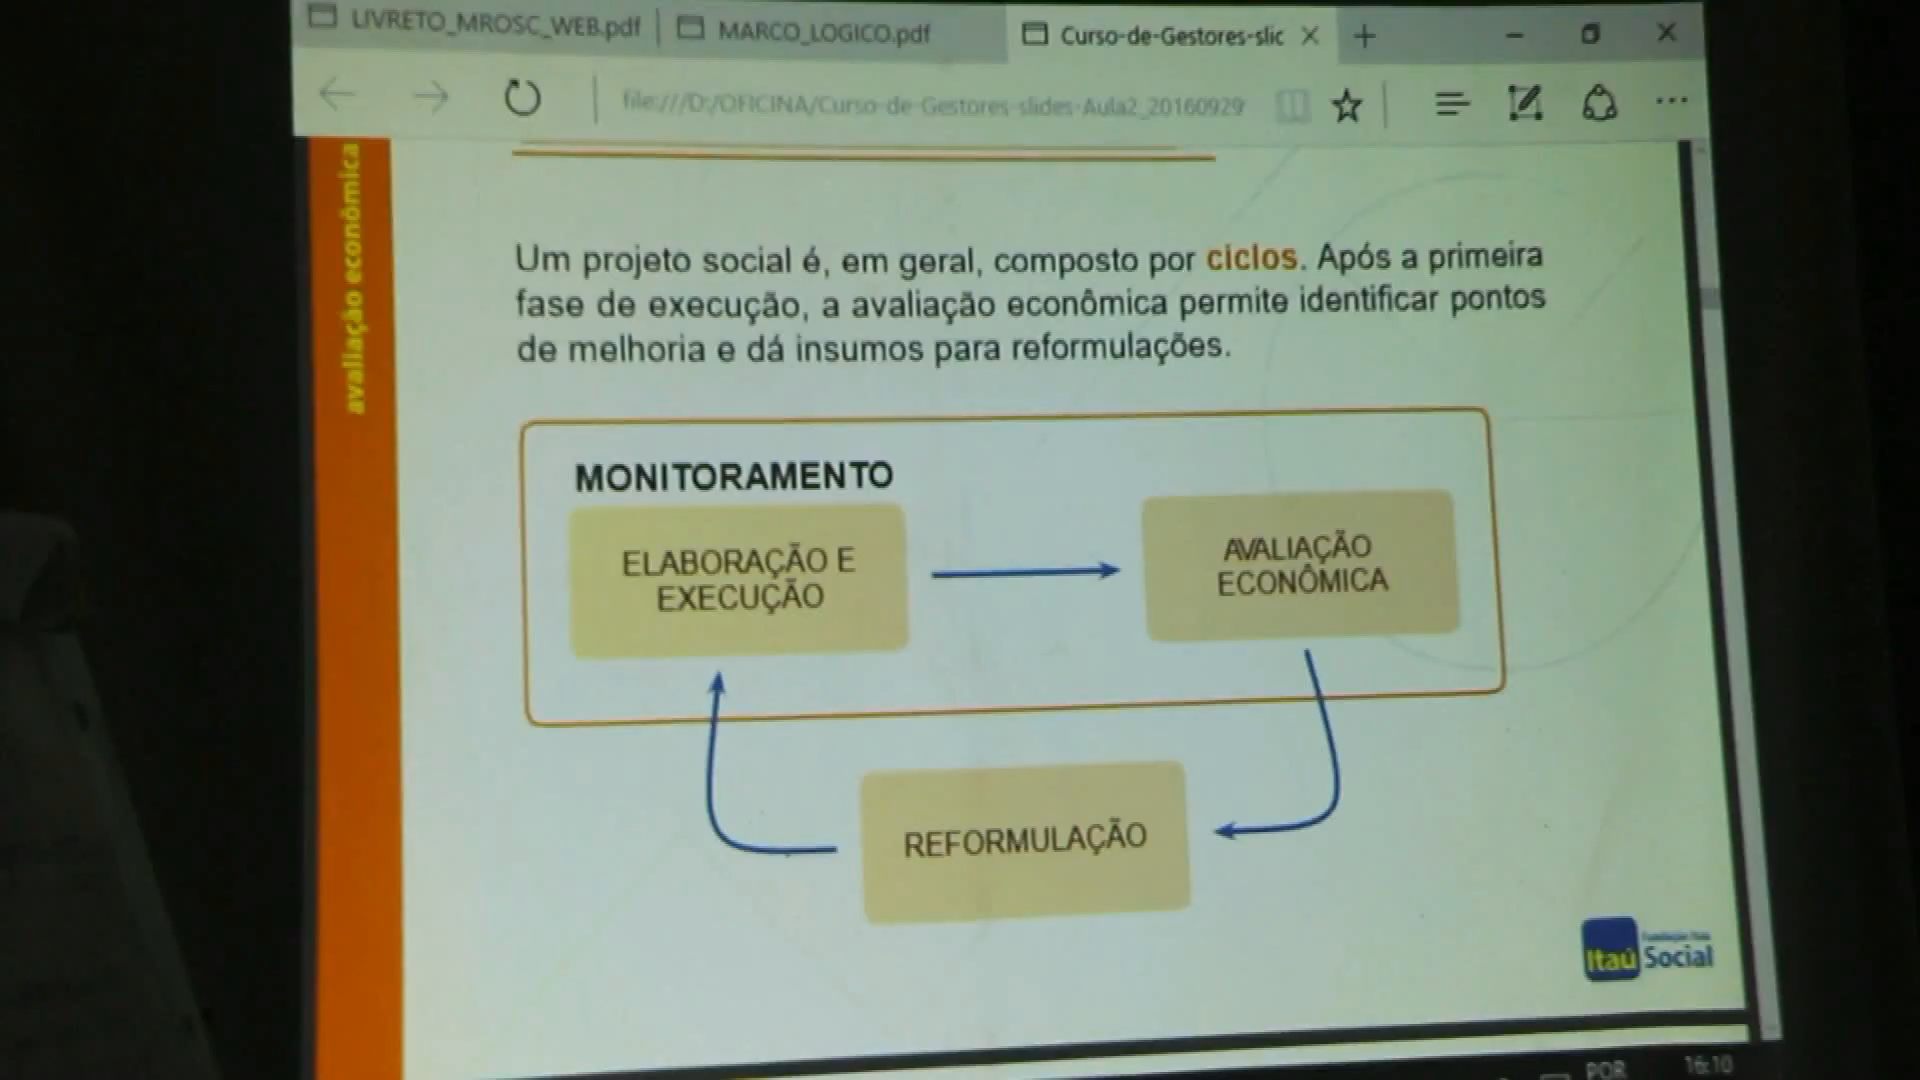 LIVRETO_MROSC_WEB.pdf
MARCO_LOGICO.pdf
Curso-de-Gestores-slic
file:///D:/OFICINA/Curso-de-Gestores-slides-Aula2_20160929
avaliação econômica
Um projeto social é, em geral, composto por ciclos. Após a primeira
fase de execução, a avaliação econômica permite identificar pontos
de melhoria e dá insumos para reformulações.
MONITORAMENTO
ELABORAÇÃO E
EXECUÇÃO
AVALIAÇÃO
ECONÔMICA
REFORMULAÇÃO
Itaú
Fundação Itaú
Social
POR
16:10